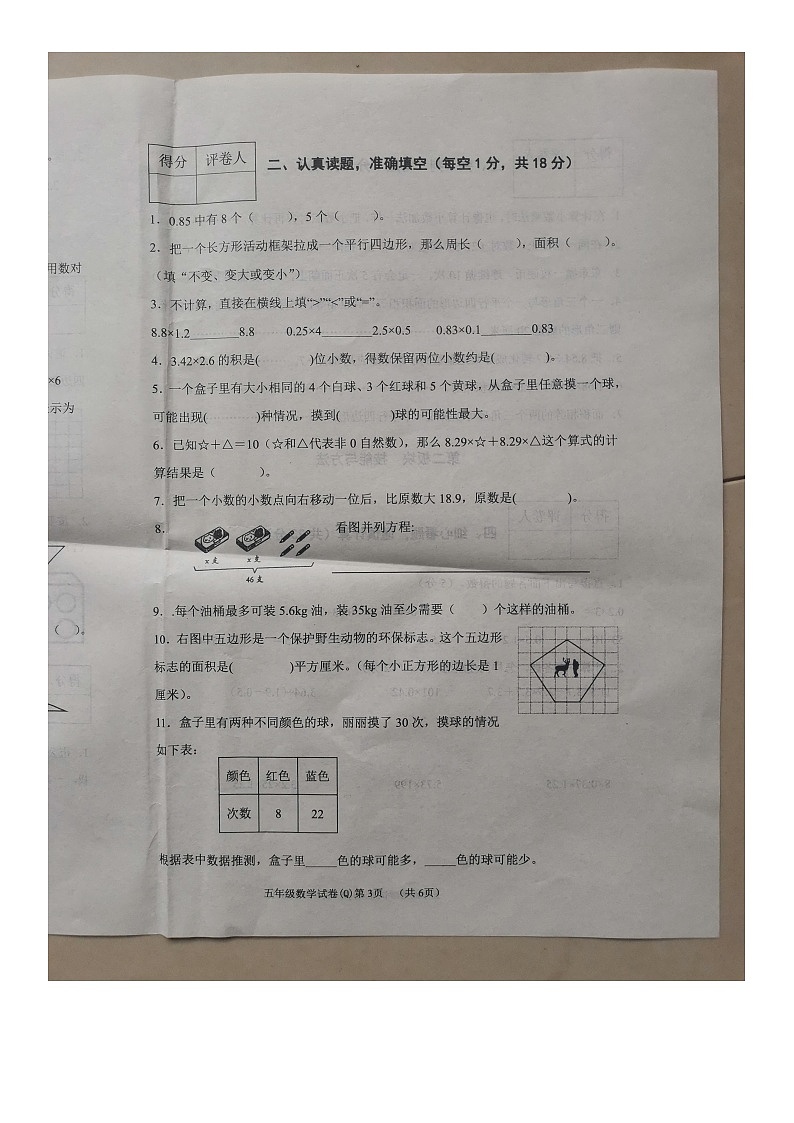 得分 评卷人
二、认真读题，准确填空（每空1分，共18分）
1．0.85中有8个（ ），5个（ ）。
2．把一个长方形活动框架拉成一个平行四边形，那么周长（ ），面积（ ）。
（填“不变、变大或变小”）
3．不计算，直接在横线上填“>”“<”或“=”。
8.8×1.2_______8.8 0.25×4_______2.5×0.5 0.83×0.1_______0.83
4．3.42×2.6的积是( )位小数，得数保留两位小数约是( )。
5．一个盒子里有大小相同的4个白球、3个红球和5个黄球，从盒子里任意摸一个球，
可能出现( )种情况，摸到( )球的可能性最大。
6．已知☆＋△＝10（☆和△代表非0自然数），那么8.29×☆＋8.29×△这个算式的计
算结果是（ ）。
7．把一个小数的小数点向右移动一位后，比原数大18.9，原数是( )。
8． 看图并列方程:
x支 x支
46支
9．.每个油桶最多可装5.6kg油，装35kg油至少需要（ ）个这样的油桶。
10．右图中五边形是一个保护野生动物的环保标志。这个五边形
标志的面积是( )平方厘米。（每个小正方形的边长是1
厘米）。
11．盒子里有两种不同颜色的球，丽丽摸了30次，摸球的情况
如下表：
颜色 红色 蓝色
次数 8 22
根据表中数据推测，盒子里_____色的球可能多，_____色的球可能少。
五年级数学试卷(Q)第3页 （共6页）
用数对
×6
示为
（ ）。